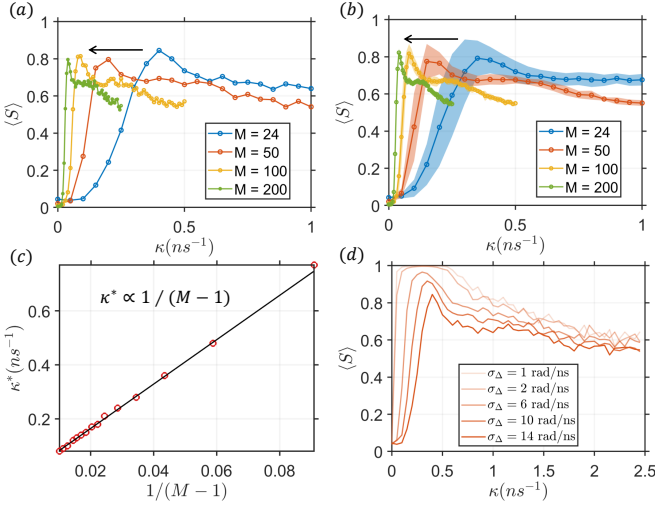 (a)
⟨S⟩
1
0.8
0.6
0.4
0.2
0
M = 24
M = 50
M = 100
M = 200
0 0.5 1
κ(ns⁻¹)
(b)
⟨S⟩
1
0.8
0.6
0.4
0.2
0
M = 24
M = 50
M = 100
M = 200
0 0.5 1
κ(ns⁻¹)
(c)
κ*(ns⁻¹)
0.6
0.4
0.2
κ* ∝ 1 / (M − 1)
0.02 0.04 0.06 0.08
1/(M − 1)
(d)
⟨S⟩
1
0.8
0.6
0.4
0.2
0
σ_Δ = 1 rad/ns
σ_Δ = 2 rad/ns
σ_Δ = 6 rad/ns
σ_Δ = 10 rad/ns
σ_Δ = 14 rad/ns
0 0.5 1 1.5 2 2.5
κ(ns⁻¹)